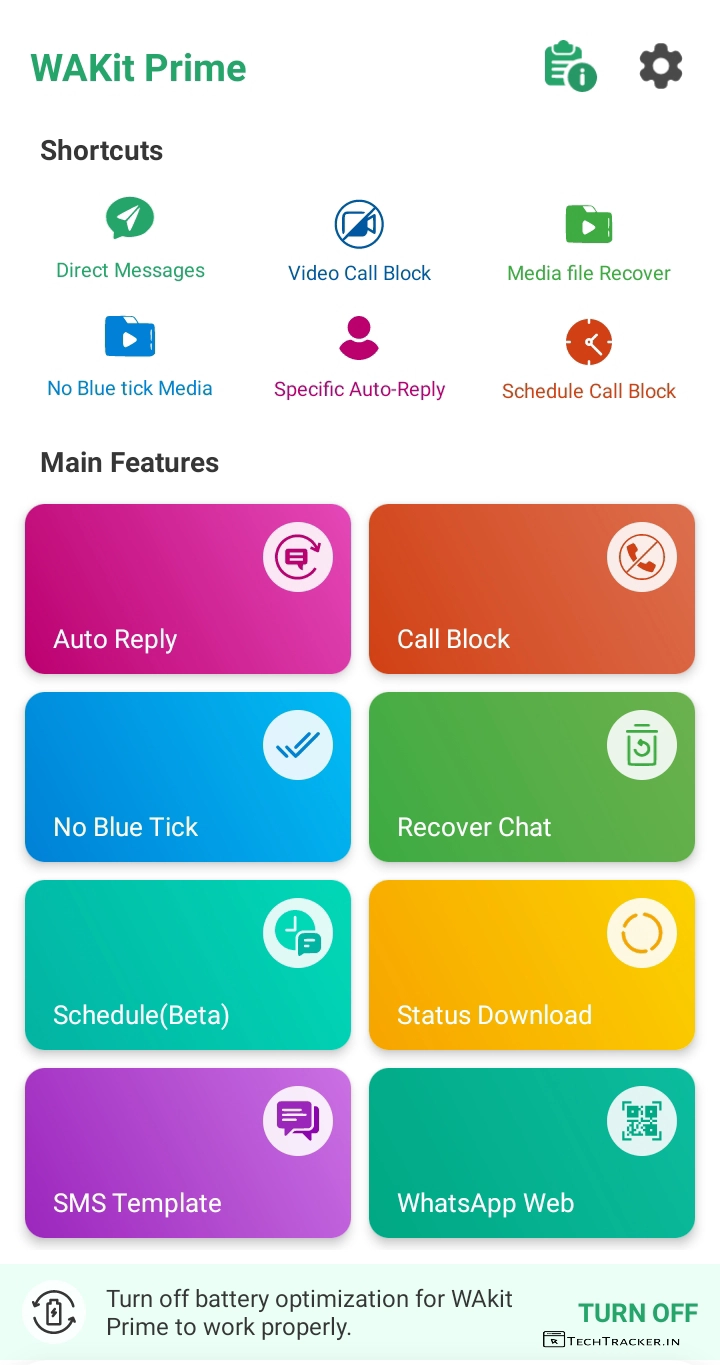 WAKit Prime
Shortcuts
Direct Messages
Video Call Block
Media file Recover
No Blue tick Media
Specific Auto-Reply
Schedule Call Block
Main Features
Auto Reply
Call Block
No Blue Tick
Recover Chat
Schedule(Beta)
Status Download
SMS Template
WhatsApp Web
Turn off battery optimization for WAkit
Prime to work properly.
TURN OFF
TechTracker.in